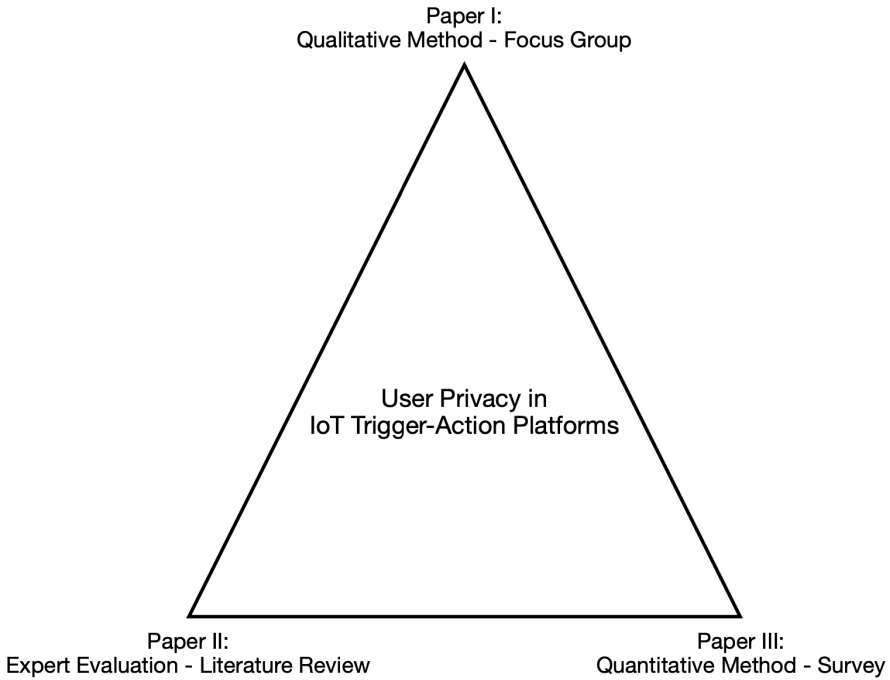 Paper I:
Qualitative Method - Focus Group
User Privacy in
IoT Trigger-Action Platforms
Paper II:
Expert Evaluation - Literature Review
Paper III:
Quantitative Method - Survey